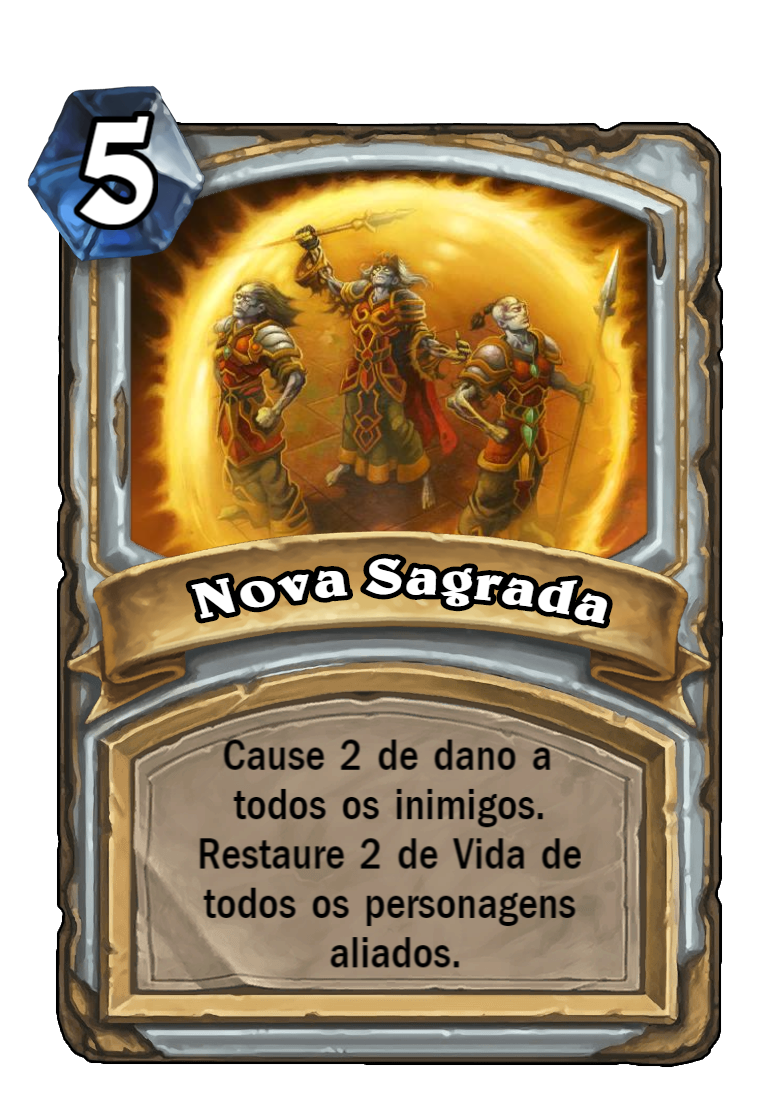 5
Nova Sagrada
Cause 2 de dano a
todos os inimigos.
Restaure 2 de Vida de
todos os personagens
aliados.